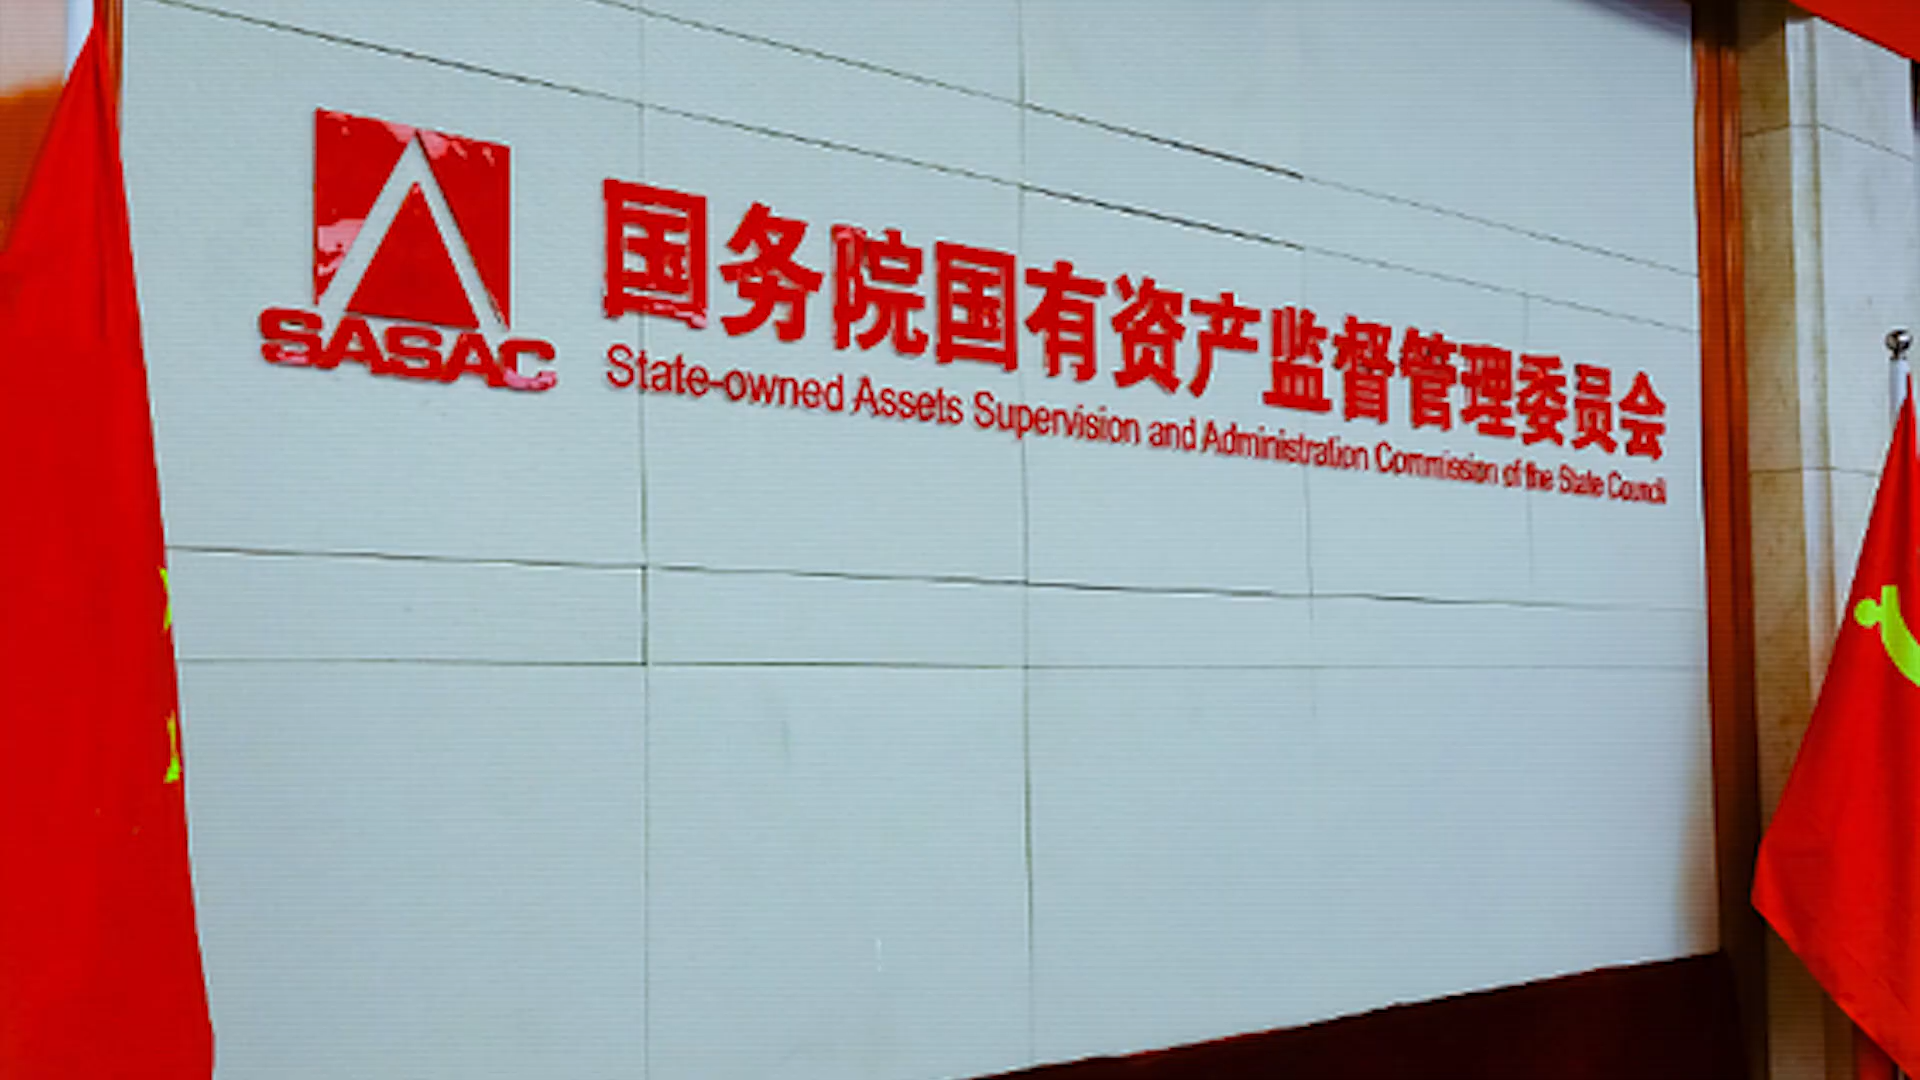 SASAC
国务院国有资产监督管理委员会
State-owned Assets Supervision and Administration Commission of the State Council